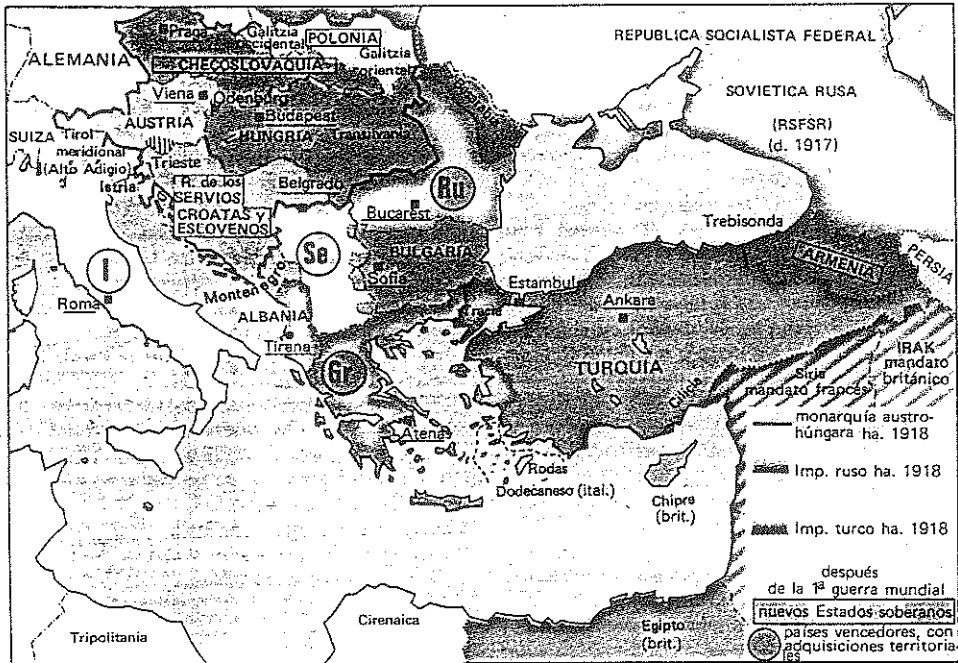 Praga
Galitzia
occidental
POLONIA
Galitzia
oriental
REPUBLICA SOCIALISTA FEDERAL
SOVIETICA RUSA
(RSFSR)
(d. 1917)
ALEMANIA
CHECOSLOVAQUIA
Viena
Odenburg
Budapest
AUSTRIA
HUNGRIA
Transilvania
SUIZA
Tirol
meridional
(Alto Adigio)
Trieste
Istria
R. de los
SERVIOS
CROATAS y
ESLOVENOS
Belgrado
Ru
Bucarest
I
Roma
Se
BULGARIA
Sofia
Montenegro
ALBANIA
Tirana
Tracia
Estambul
Trebisonda
ARMENIA
PERSIA
Ankara
TURQUIA
Gr
Atenas
Cilicia
Siria
mandato francés
IRAK
mandato
británico
Rodas
Dodecaneso (ital.)
Chipre
(brit.)
Tripolitania
Cirenaica
Egipto
(brit.)
monarquía austro-
húngara ha. 1918
Imp. ruso ha. 1918
Imp. turco ha. 1918
después
de la 1ª guerra mundial
nuevos Estados soberanos
países vencedores, con
adquisiciones territoria-
les